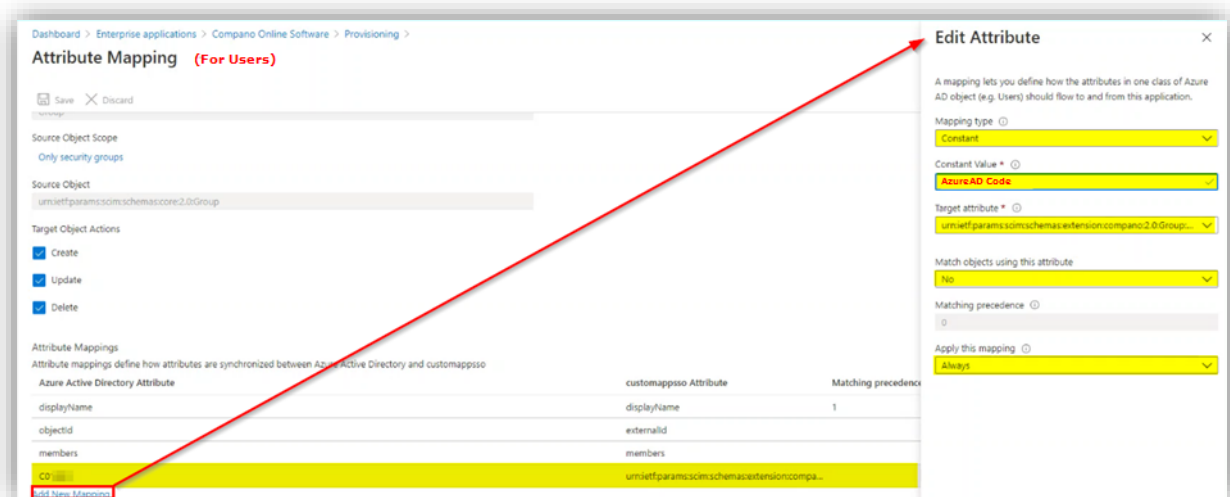 Dashboard > Enterprise applications > Compano Online Software > Provisioning >
Attribute Mapping (For Users)
Save Discard
Group
Source Object Scope
Only security groups
Source Object
urn:ietf:params:scim:schemas:core:2.0:Group
Target Object Actions
Create
Update
Delete
Attribute Mappings
Attribute mappings define how attributes are synchronized between Azure Active Directory and customappsso
Azure Active Directory Attribute customappsso Attribute Matching precedence
displayName displayName 1
objectId externalId
members members
urn:ietf:params:scim:schemas:extension:compa...
Add New Mapping
Edit Attribute
A mapping lets you define how the attributes in one class of Azure
AD object (e.g. Users) should flow to and from this application.
Mapping type
Constant
Constant Value *
AzureAD Code
Target attribute *
urn:ietf:params:scim:schemas:extension:compano:2.0:Group:...
Match objects using this attribute
No
Matching precedence
0
Apply this mapping
Always